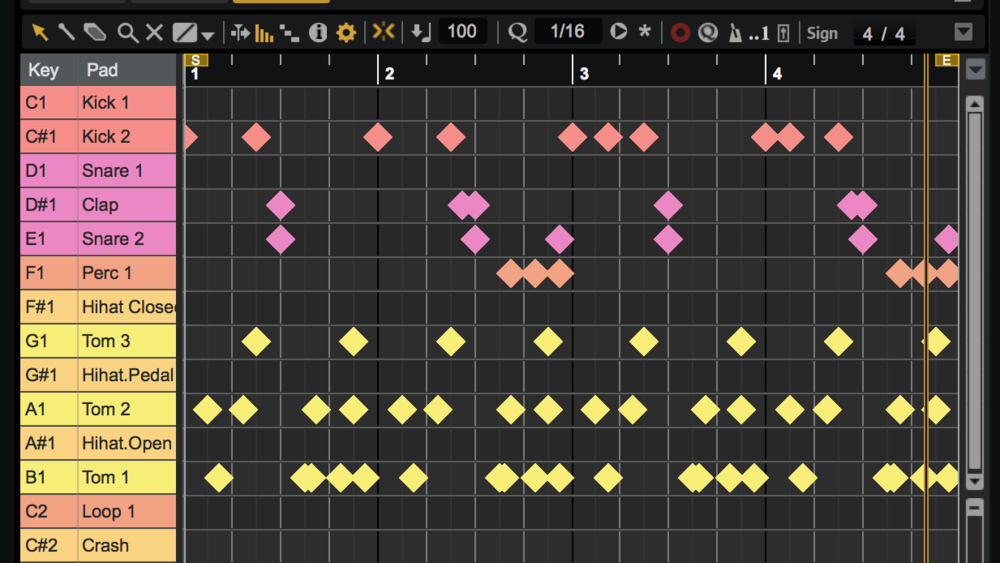 100 1/16 ..1 Sign 4 / 4
Key Pad S E
1 2 3 4
C1 Kick 1
C#1 Kick 2
D1 Snare 1
D#1 Clap
E1 Snare 2
F1 Perc 1
F#1 Hihat Closed
G1 Tom 3
G#1 Hihat.Pedal
A1 Tom 2
A#1 Hihat.Open
B1 Tom 1
C2 Loop 1
C#2 Crash